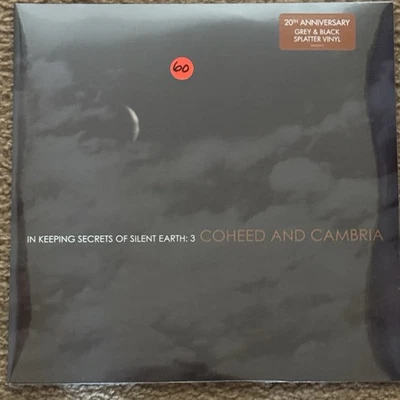 20TH ANNIVERSARY
GREY & BLACK
SPLATTER VINYL
60
IN KEEPING SECRETS OF SILENT EARTH: 3 COHEED AND CAMBRIA